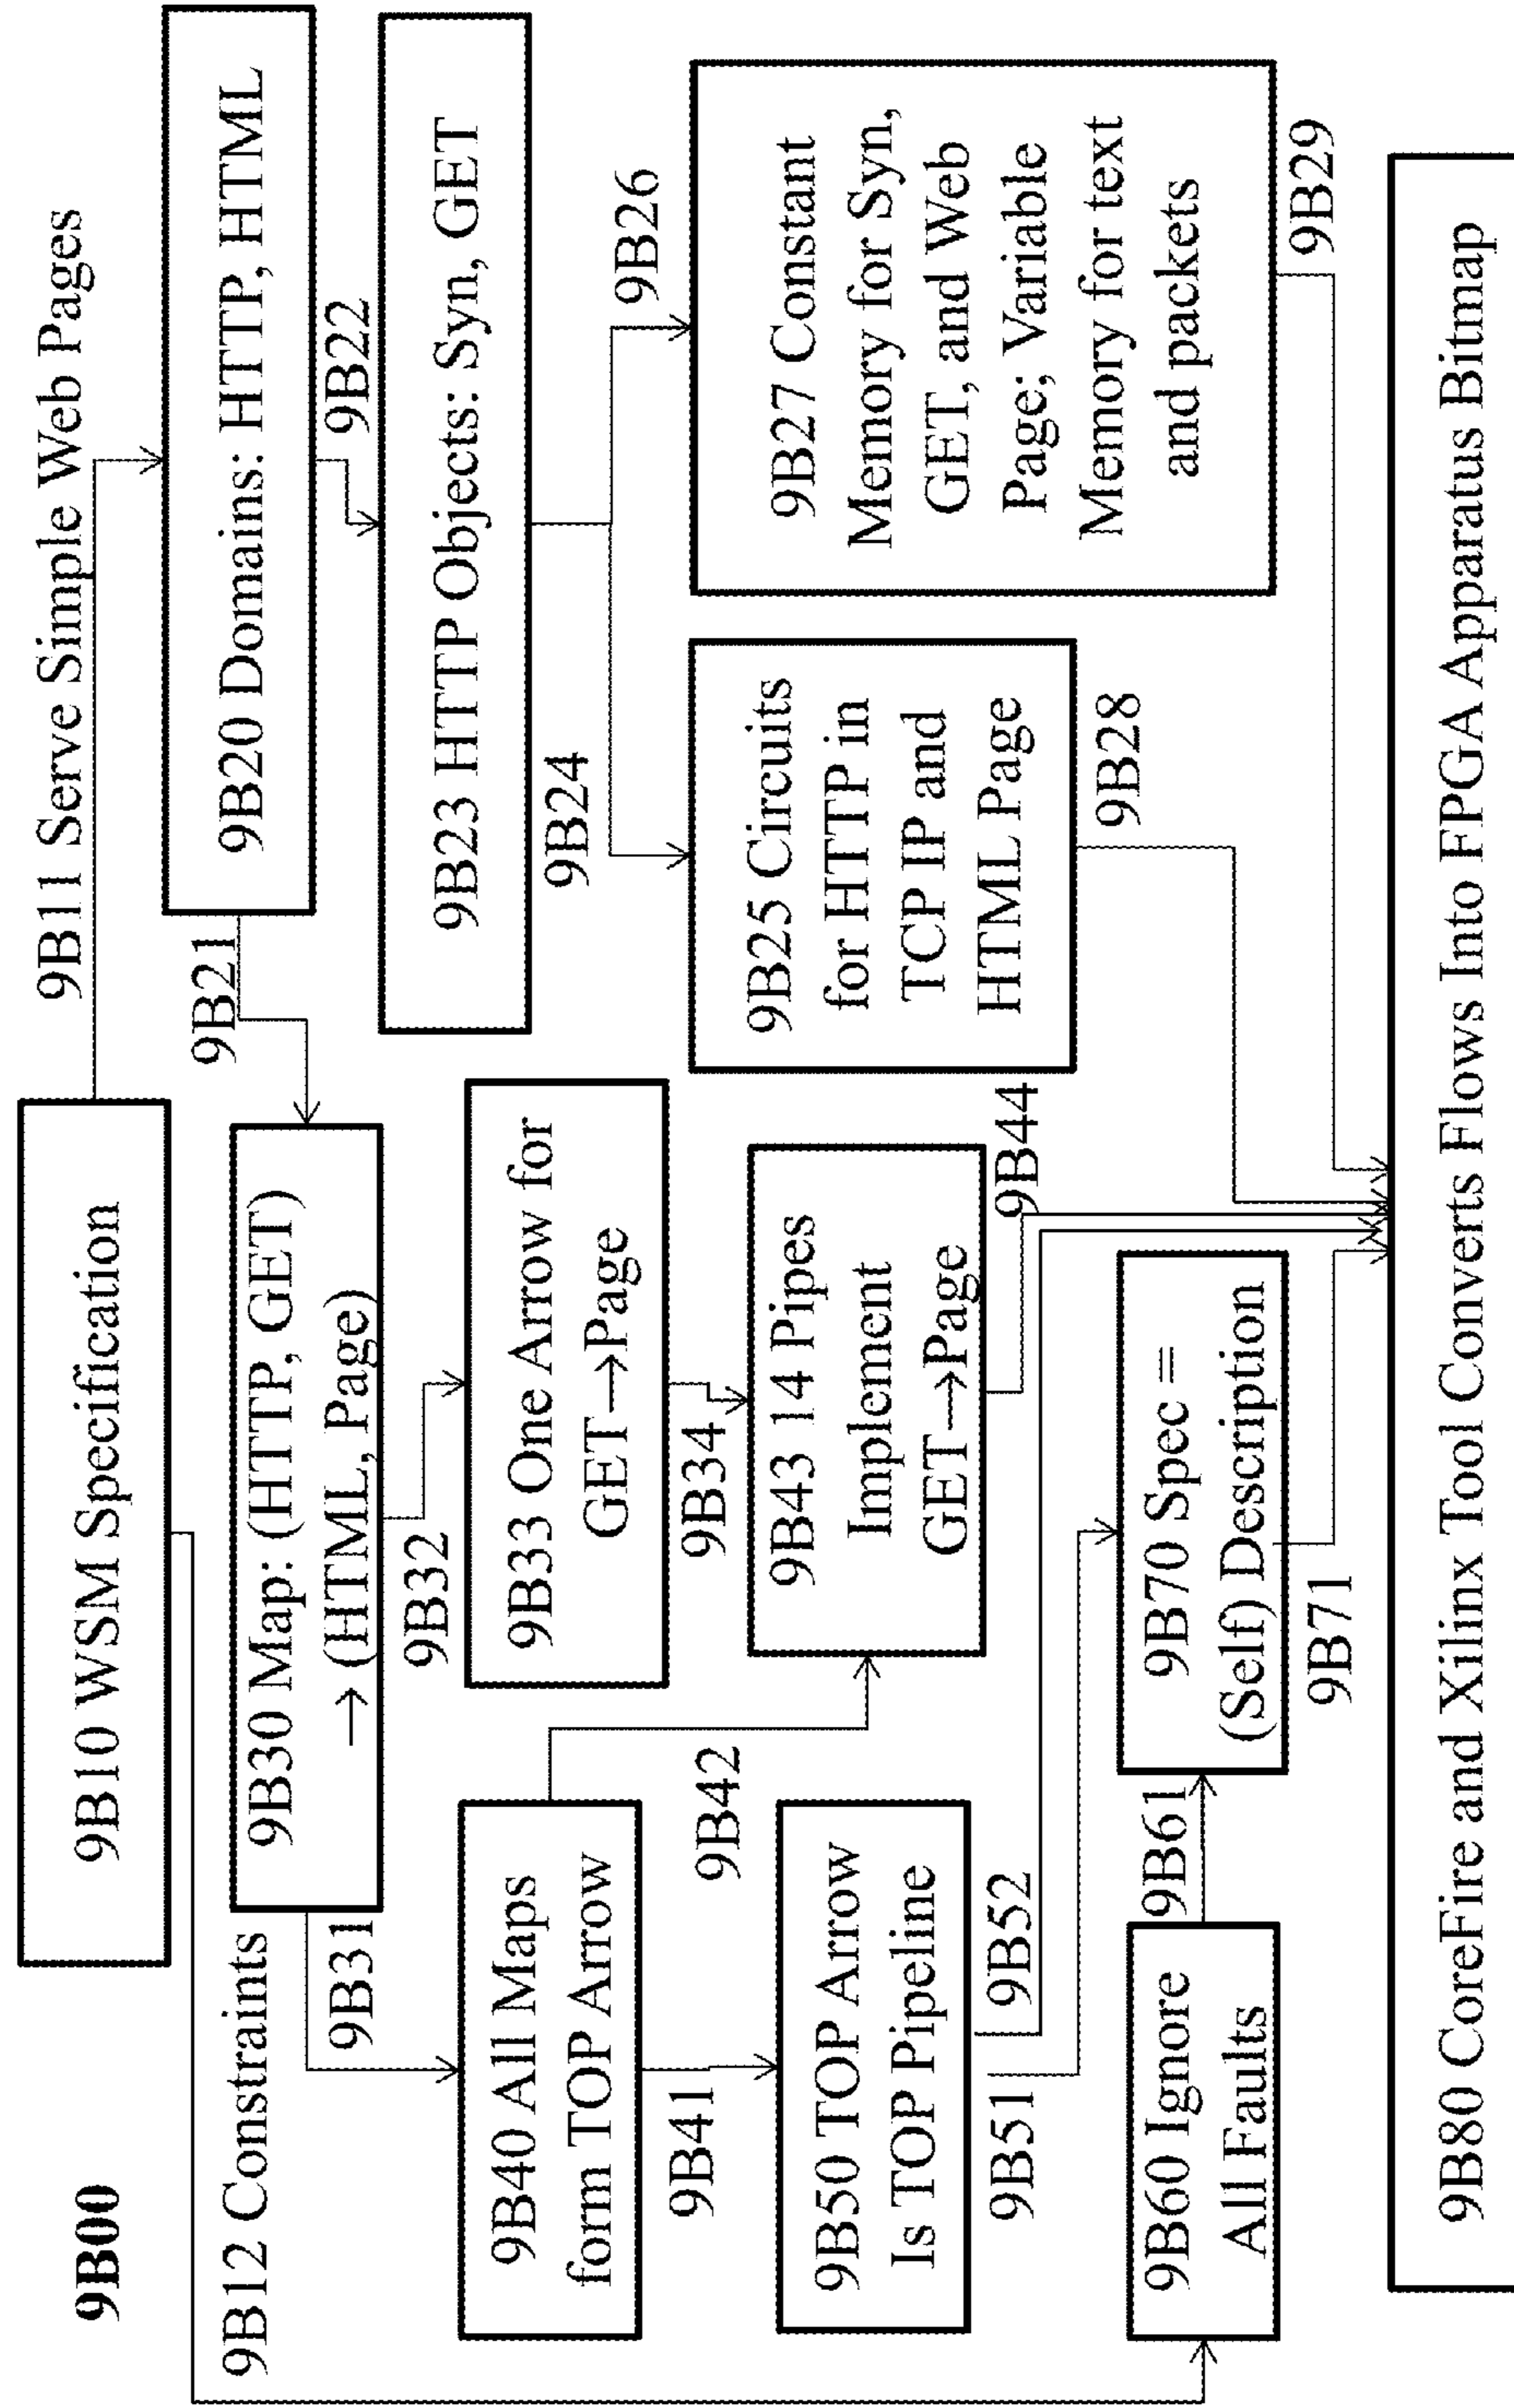 9B00
9B10 WSM Specification
9B11 Serve Simple Web Pages
9B12 Constraints
9B20 Domains: HTTP, HTML
9B21
9B22
9B30 Map: (HTTP, GET)
→ (HTML, Page)
9B23 HTTP Objects: Syn, GET
9B31
9B32
9B24
9B26
9B40 All Maps
form TOP Arrow
9B33 One Arrow for
GET→Page
9B41
9B42
9B34
9B25 Circuits
for HTTP in
TCP IP and
HTML Page
9B27 Constant
Memory for Syn,
GET, and Web
Page; Variable
Memory for text
and packets
9B50 TOP Arrow
Is TOP Pipeline
9B43 14 Pipes
Implement
GET→Page
9B51
9B52
9B44
9B28
9B29
9B60 Ignore
All Faults
9B61
9B70 Spec =
(Self) Description
9B71
9B80 CoreFire and Xilinx Tool Converts Flows Into FPGA Apparatus Bitmap